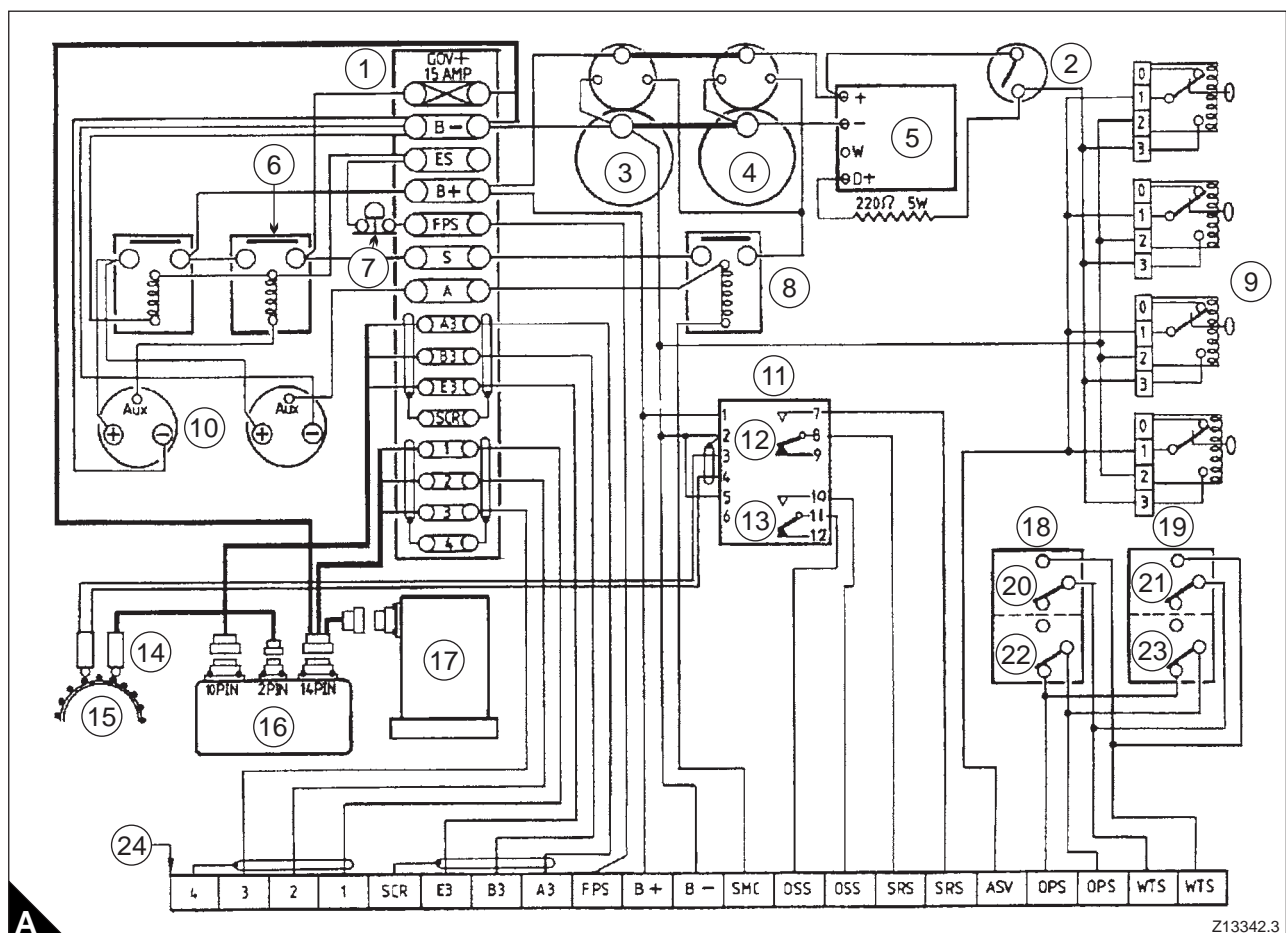 1
GOV+
15 AMP
B-
ES
B+
FPS
S
A
A3
B3
E3
SCR
1
2
3
4
2
3
4
+
-
W
D+
5
220Ω 5W
6
7
8
0
1
2
3
0
1
2
3
0
1
2
3
0
1
2
3
9
Aux
+
-
10
Aux
+
-
11
1
2
3
4
5
6
7
8
9
10
11
12
12
13
14
15
10PIN
2PIN
14PIN
16
17
18
19
20
21
22
23
24
4 3 2 1 SCR E3 B3 A3 FPS B+ B- SMC OSS OSS SRS SRS ASV OPS OPS WTS WTS
A
Z13342.3